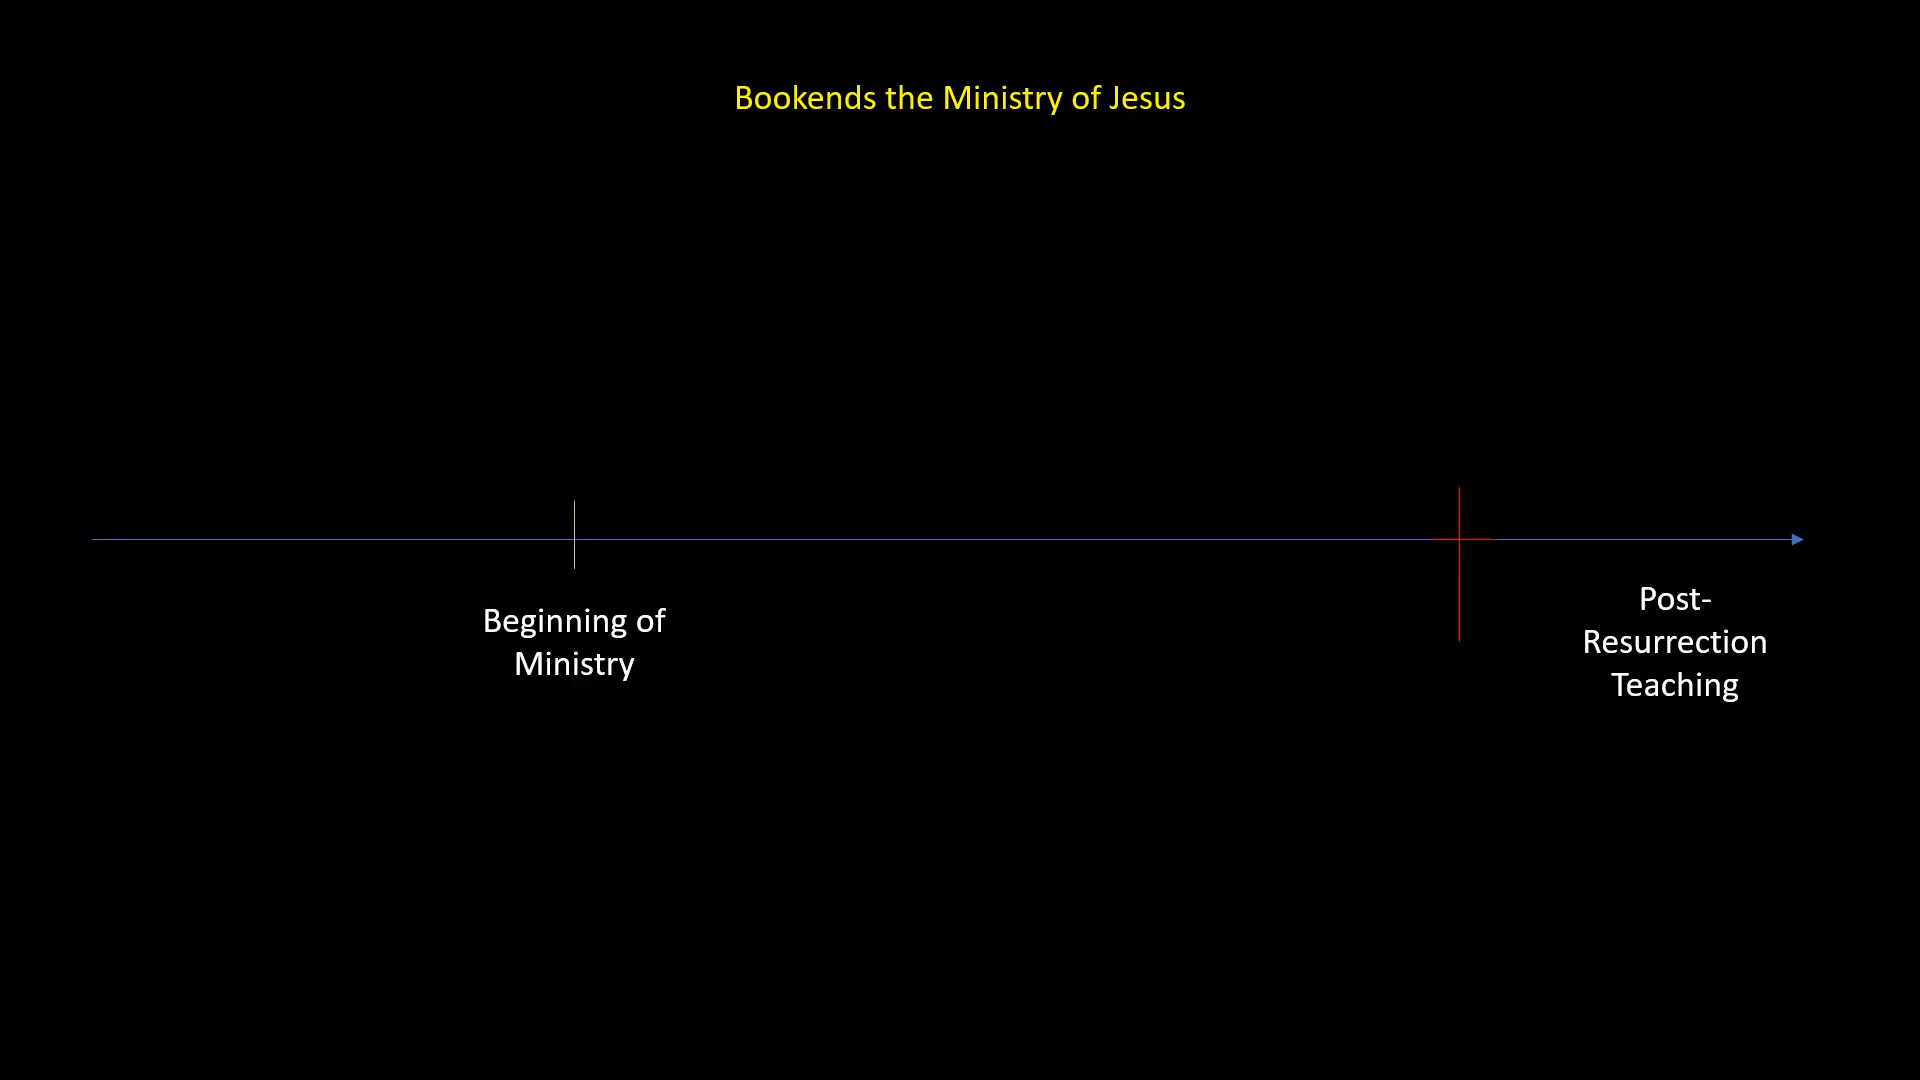 Bookends the Ministry of Jesus
Beginning of
Ministry
Post-
Resurrection
Teaching